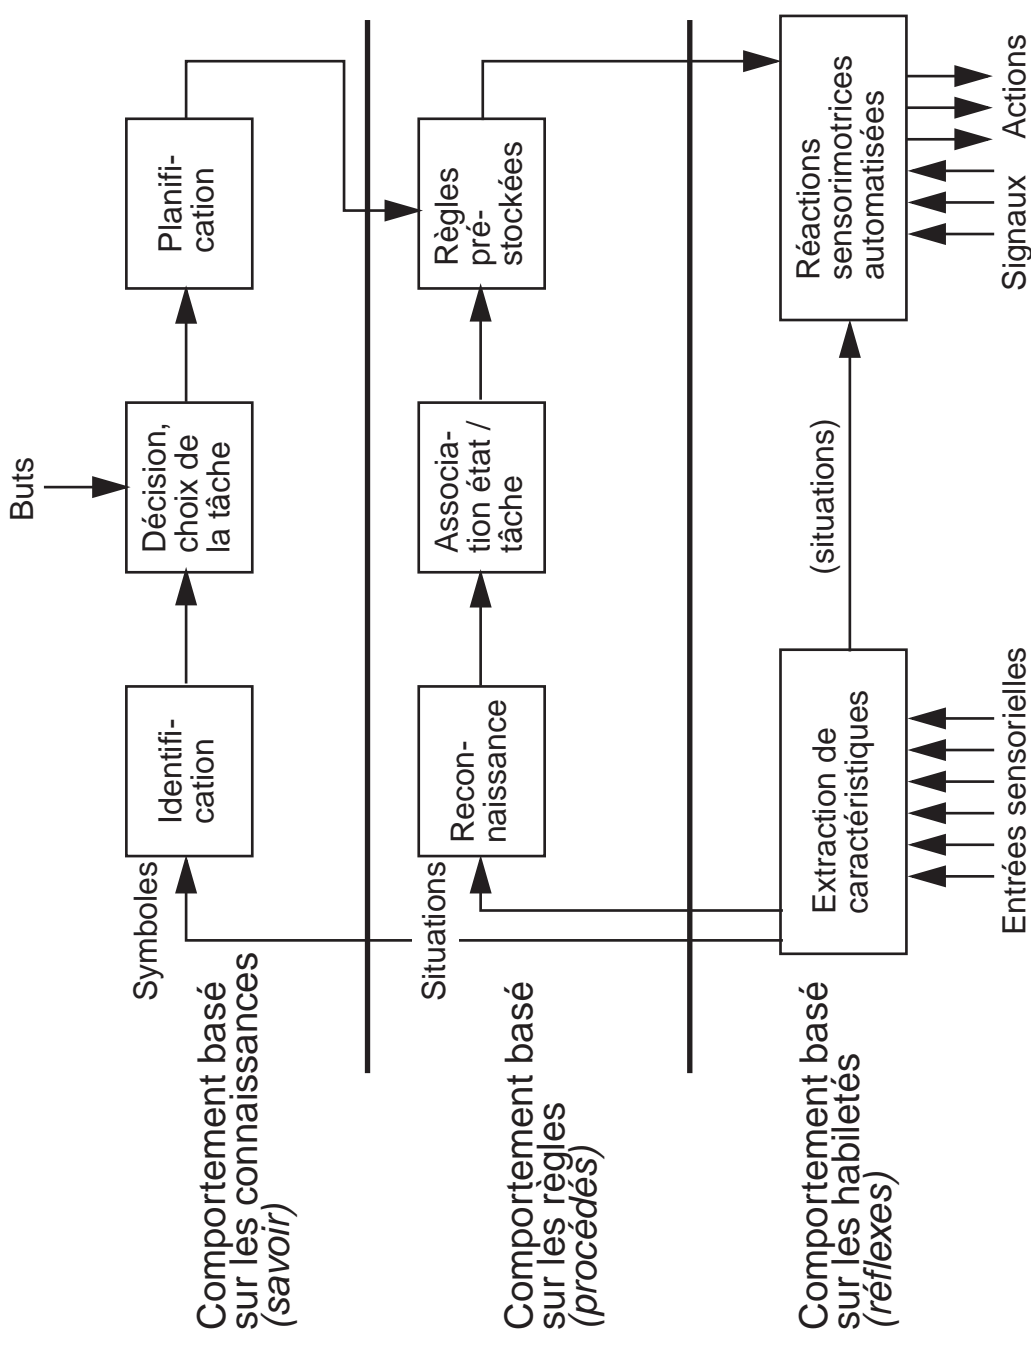 Buts
Comportement basé
sur les connaissances
(savoir)
Symboles
Identifi-
cation
Décision,
choix de
la tâche
Planifi-
cation
Comportement basé
sur les règles
(procédés)
Situations
Recon-
naissance
Associa-
tion état /
tâche
Règles
pré-
stockées
Comportement basé
sur les habiletés
(réflexes)
Extraction de
caractéristiques
(situations)
Réactions
sensorimotrices
automatisées
Entrées sensorielles
Signaux
Actions